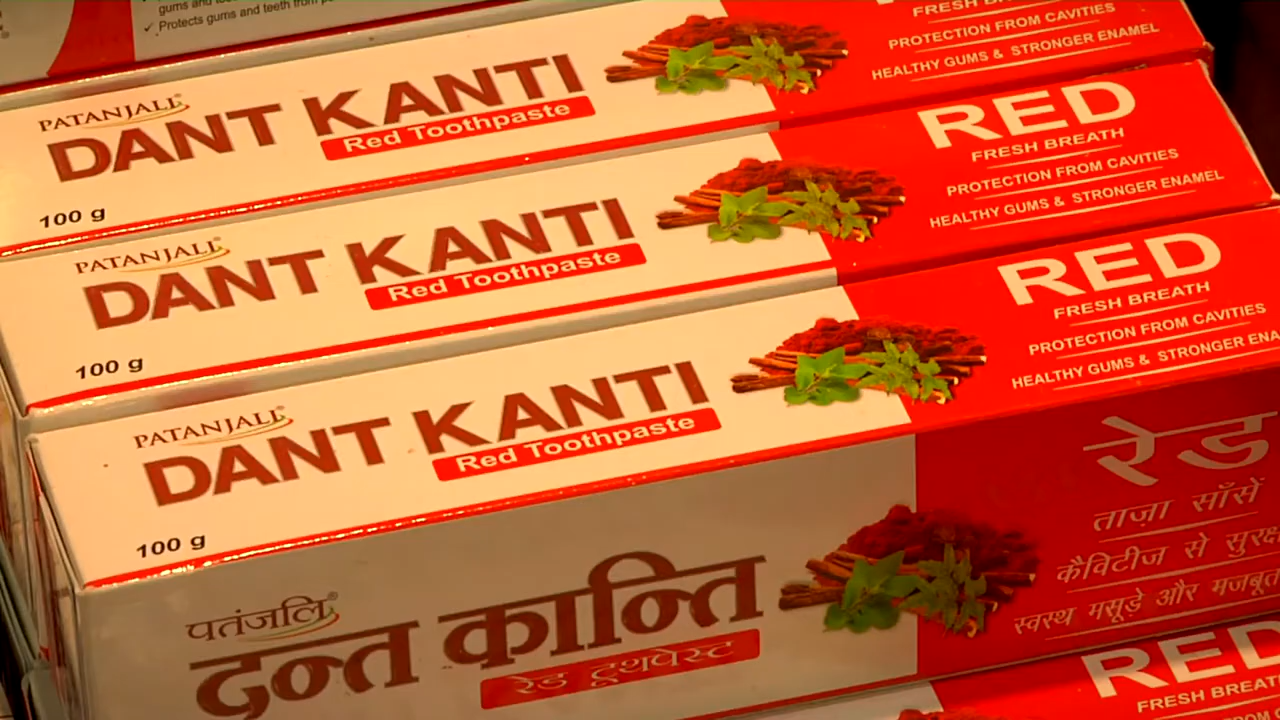 Protects gums and teeth from
FRESH
PROTECTION FROM CAVITIES
HEALTHY GUMS & STRONGER ENAMEL
PATANJALI®
DANT KANTI
Red Toothpaste
100 g
RED
FRESH BREATH
PROTECTION FROM CAVITIES
HEALTHY GUMS & STRONGER ENAMEL
PATANJALI®
DANT KANTI
Red Toothpaste
100 g
RED
FRESH BREATH
PROTECTION FROM CAVITIES
HEALTHY GUMS & STRONGER ENA
PATANJALI®
DANT KANTI
Red Toothpaste
100 g
रेड
ताज़ा साँसें
कैविटीज से सुरक्ष
स्वस्थ मसूड़े और मजबूत
पतंजलि®
दन्त कान्ति
रेड टूथपेस्ट
RED
FRESH BREAT